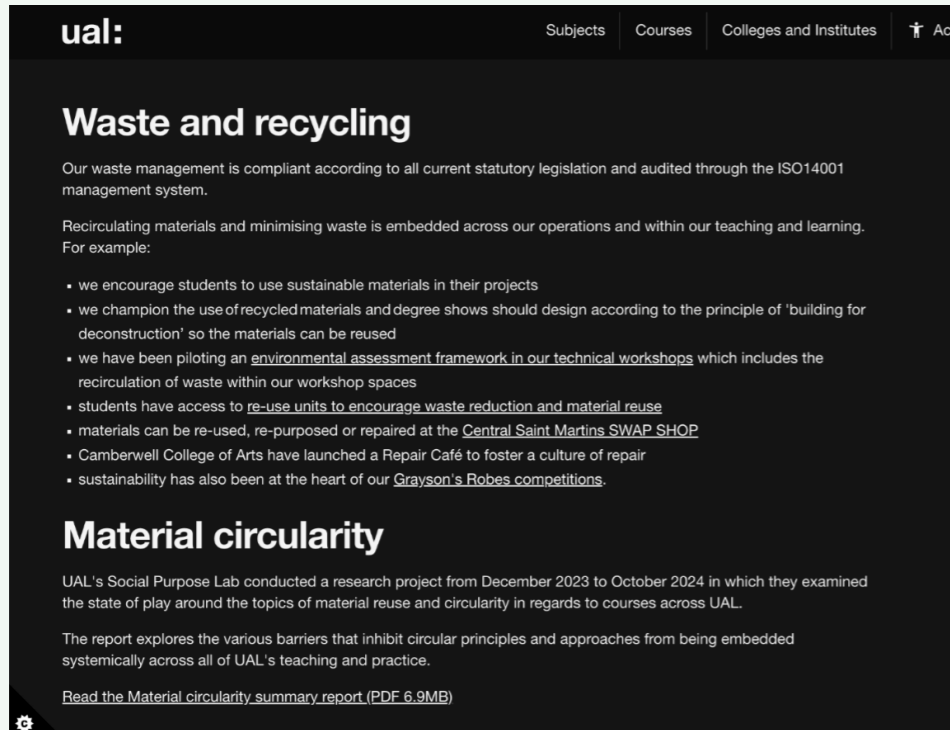 ual:
Subjects Courses Colleges and Institutes Ac
Waste and recycling
Our waste management is compliant according to all current statutory legislation and audited through the ISO14001
management system.
Recirculating materials and minimising waste is embedded across our operations and within our teaching and learning.
For example:
▪ we encourage students to use sustainable materials in their projects
▪ we champion the use of recycled materials and degree shows should design according to the principle of 'building for
deconstruction' so the materials can be reused
▪ we have been piloting an environmental assessment framework in our technical workshops which includes the
recirculation of waste within our workshop spaces
▪ students have access to re-use units to encourage waste reduction and material reuse
▪ materials can be re-used, re-purposed or repaired at the Central Saint Martins SWAP SHOP
▪ Camberwell College of Arts have launched a Repair Café to foster a culture of repair
▪ sustainability has also been at the heart of our Grayson's Robes competitions.
Material circularity
UAL's Social Purpose Lab conducted a research project from December 2023 to October 2024 in which they examined
the state of play around the topics of material reuse and circularity in regards to courses across UAL.
The report explores the various barriers that inhibit circular principles and approaches from being embedded
systemically across all of UAL's teaching and practice.
Read the Material circularity summary report (PDF 6.9MB)